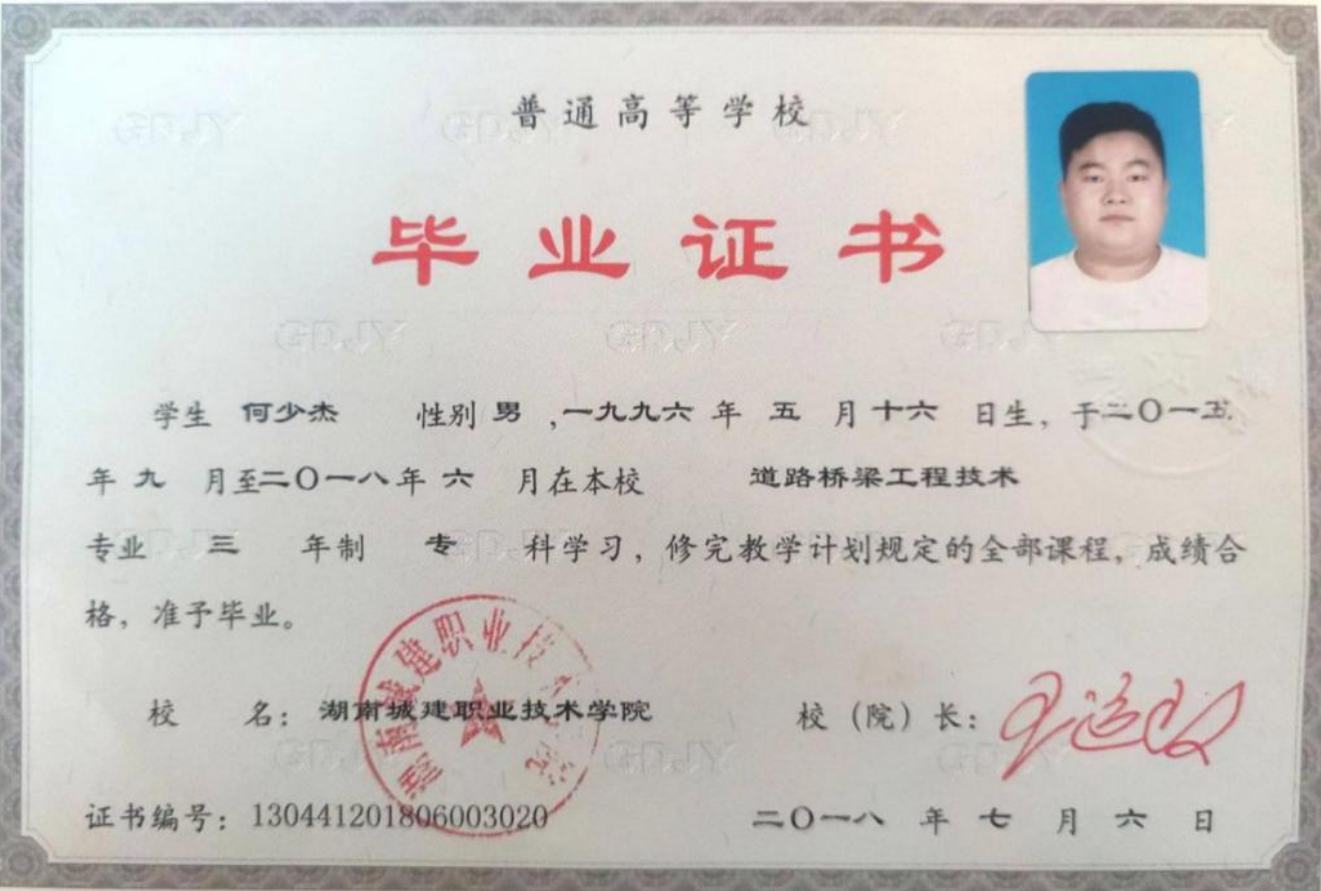 普通高等学校
毕业证书
学生 何少杰 性别 男 ,一九九六 年 五 月 十六 日生，于二〇一五
年 九 月至二〇一八年 六 月在本校 道路桥梁工程技术
专业 三 年制 专 科学习，修完教学计划规定的全部课程，成绩合
格，准予毕业。
校 名：湖南城建职业技术学院
校（院）长：
证书编号：130441201806003020
二〇一八 年 七 月 六 日